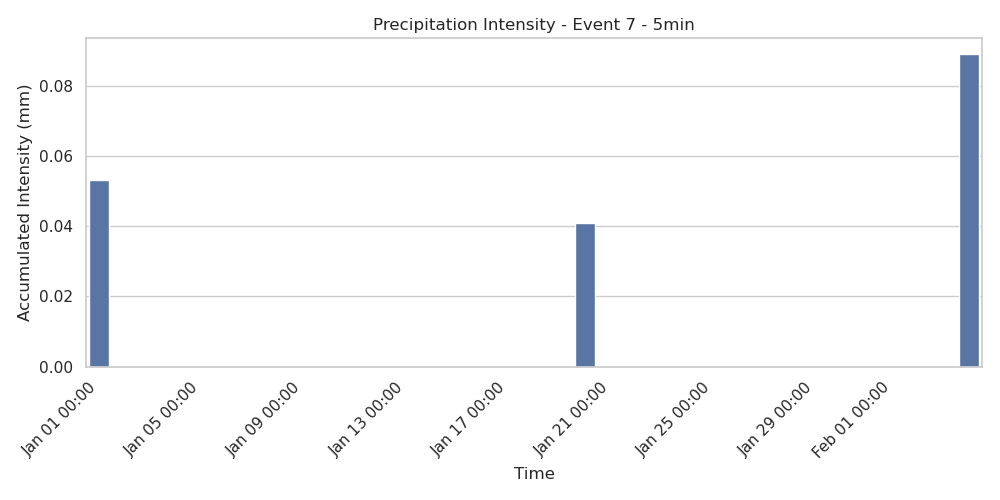 Precipitation Intensity - Event 7 - 5min
Accumulated Intensity (mm)
0.08
0.06
0.04
0.02
0.00
Jan 01 00:00
Jan 05 00:00
Jan 09 00:00
Jan 13 00:00
Jan 17 00:00
Jan 21 00:00
Jan 25 00:00
Jan 29 00:00
Feb 01 00:00
Time